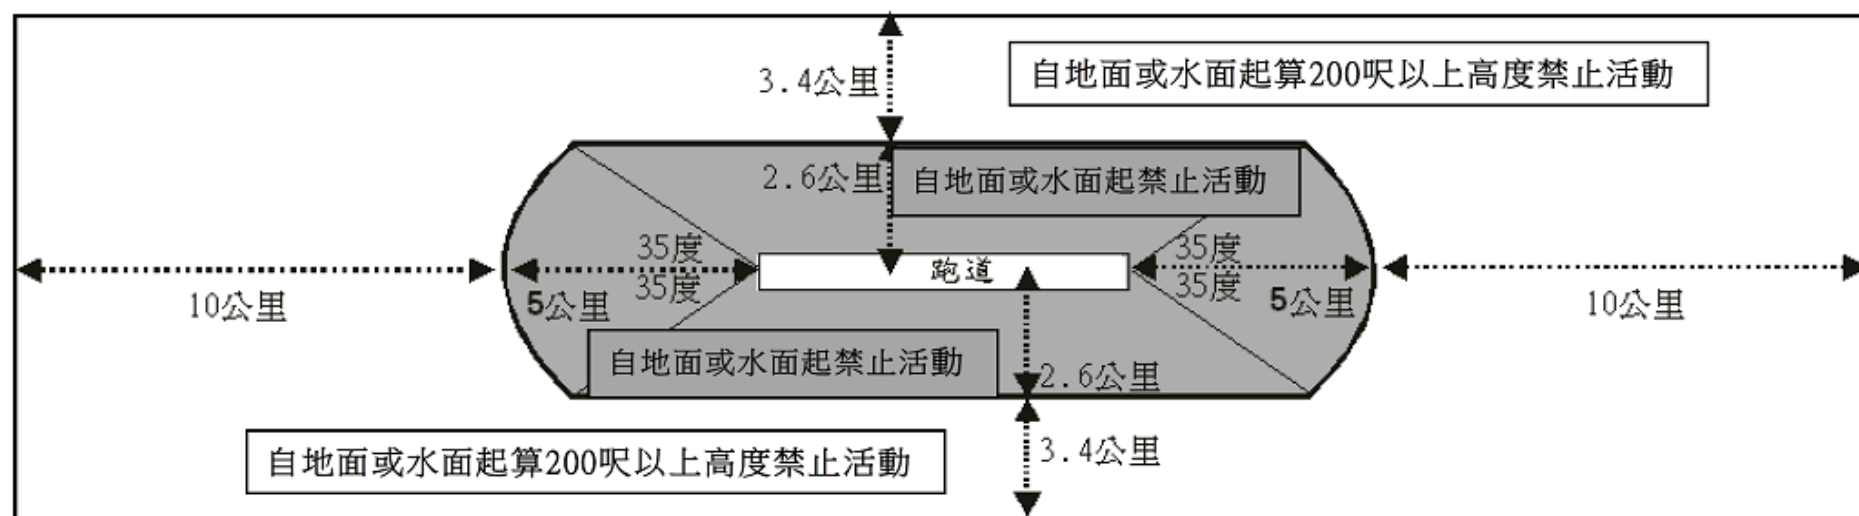 3.4公里
自地面或水面起算200呎以上高度禁止活動
2.6公里
自地面或水面起禁止活動
35度
35度
跑道
35度
35度
10公里
5公里
5公里
10公里
自地面或水面起禁止活動
2.6公里
自地面或水面起算200呎以上高度禁止活動
3.4公里